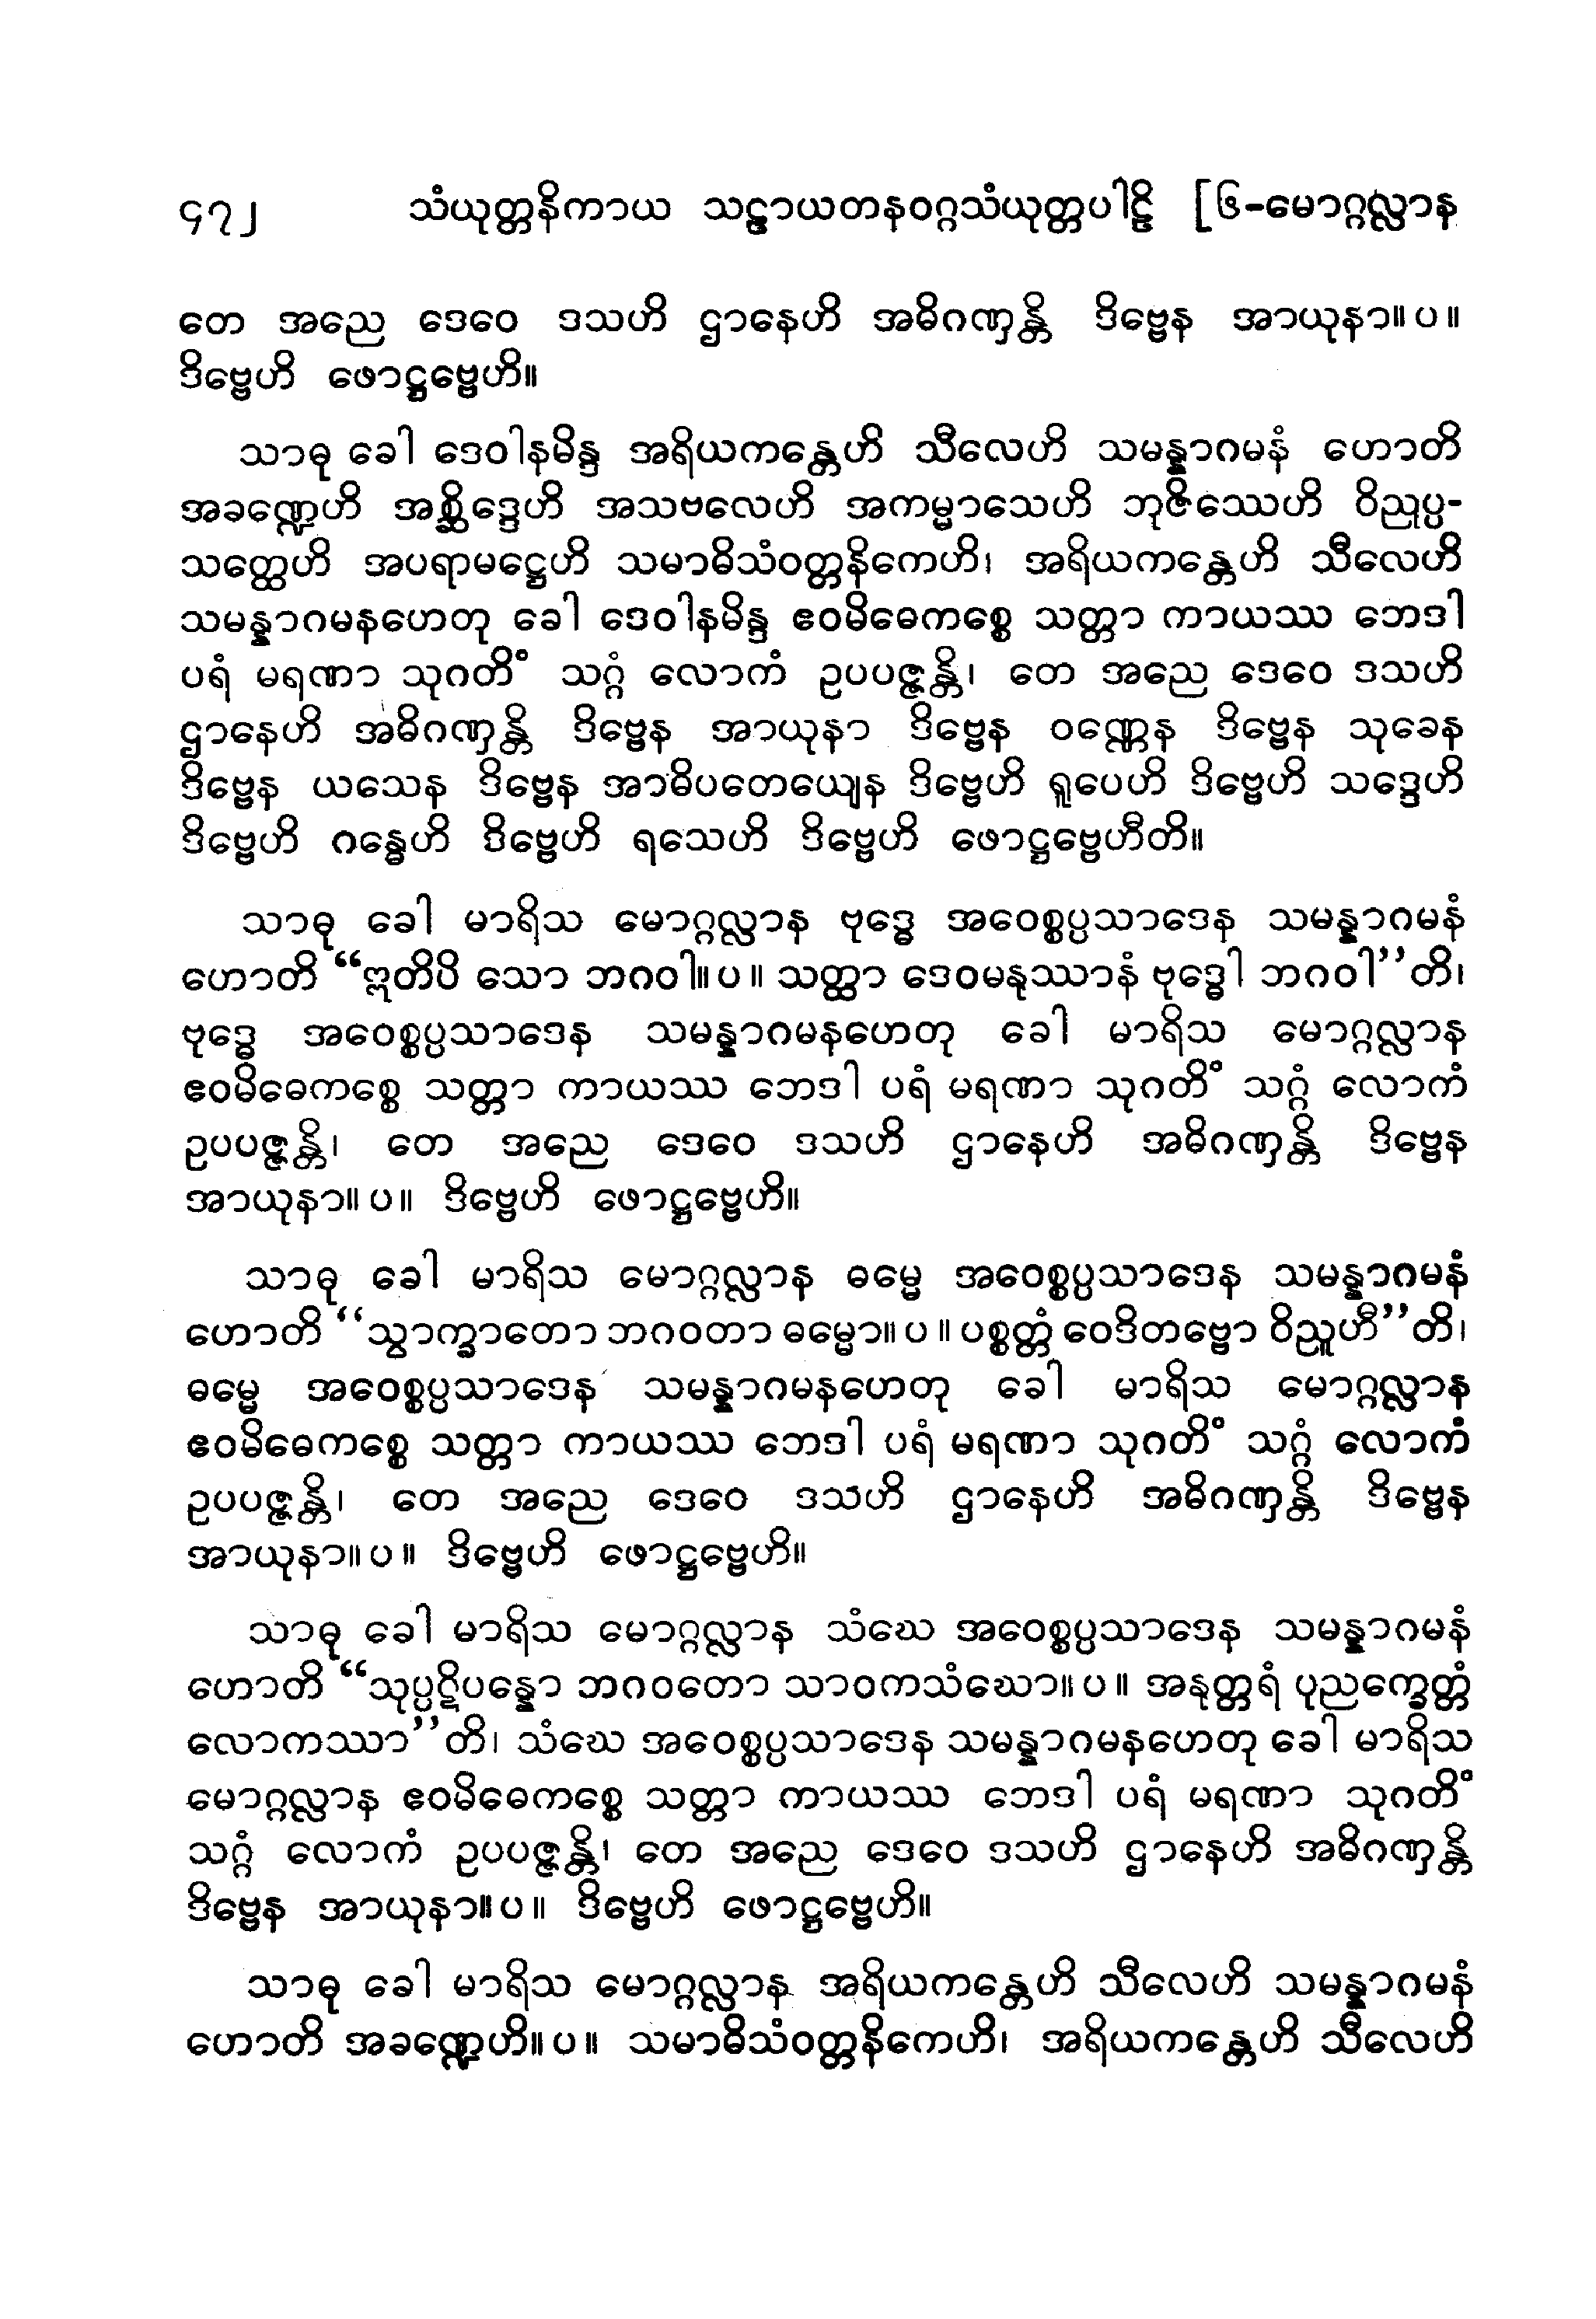 ၄၇၂ သံယုတ္တနိကာယ သဠာယတနဝဂ္ဂသံယုတ္တပါဠိ [၆-မောဂ္ဂလ္လာန
တေ အညေ ဒေဝေ ဒသဟိ ဌာနေဟိ အဓိဂဏှန္တိ ဒိဗ္ဗေန အာယုနာ။ ပ ။
ဒိဗ္ဗေဟိ ဖောဋ္ဌဗ္ဗေဟိ။
သာဓု ခေါ ဒေဝါနမိန္ဒ အရိယကန္တေဟိ သီလေဟိ သမန္နာဂမနံ ဟောတိ
အခဏ္ဍေဟိ အစ္ဆိဒ္ဒေဟိ အသဗလေဟိ အကမ္မာသေဟိ ဘုဇိဿေဟိ ဝိညုပ္ပ-
သတ္ထေဟိ အပရာမဋ္ဌေဟိ သမာဓိသံဝတ္တနိကေဟိ၊ အရိယကန္တေဟိ သီလေဟိ
သမန္နာဂမနဟေတု ခေါ ဒေဝါနမိန္ဒ ဧဝမိဓေကစ္စေ သတ္တာ ကာယဿ ဘေဒါ
ပရံ မရဏာ သုဂတိံ သဂ္ဂံ လောကံ ဥပပဇ္ဇန္တိ၊ တေ အညေ ဒေဝေ ဒသဟိ
ဌာနေဟိ အဓိဂဏှန္တိ ဒိဗ္ဗေန အာယုနာ ဒိဗ္ဗေန ဝဏ္ဏေန ဒိဗ္ဗေန သုခေန
ဒိဗ္ဗေန ယသေန ဒိဗ္ဗေန အာဓိပတေယျေန ဒိဗ္ဗေဟိ ရူပေဟိ ဒိဗ္ဗေဟိ သဒ္ဒေဟိ
ဒိဗ္ဗေဟိ ဂန္ဓေဟိ ဒိဗ္ဗေဟိ ရသေဟိ ဒိဗ္ဗေဟိ ဖောဋ္ဌဗ္ဗေဟီတိ။
သာဓု ခေါ မာရိသ မောဂ္ဂလ္လာန ဗုဒ္ဓေ အဝေစ္စပ္ပသာဒေန သမန္နာဂမနံ
ဟောတိ “ဣတိပိ သော ဘဂဝါ။ ပ ။ သတ္ထာ ဒေဝမနုဿာနံ ဗုဒ္ဓေါ ဘဂဝါ”တိ၊
ဗုဒ္ဓေ အဝေစ္စပ္ပသာဒေန သမန္နာဂမနဟေတု ခေါ မာရိသ မောဂ္ဂလ္လာန
ဧဝမိဓေကစ္စေ သတ္တာ ကာယဿ ဘေဒါ ပရံ မရဏာ သုဂတိံ သဂ္ဂံ လောကံ
ဥပပဇ္ဇန္တိ၊ တေ အညေ ဒေဝေ ဒသဟိ ဌာနေဟိ အဓိဂဏှန္တိ ဒိဗ္ဗေန
အာယုနာ။ ပ ။ ဒိဗ္ဗေဟိ ဖောဋ္ဌဗ္ဗေဟိ။
သာဓု ခေါ မာရိသ မောဂ္ဂလ္လာန ဓမ္မေ အဝေစ္စပ္ပသာဒေန သမန္နာဂမနံ
ဟောတိ “သွာက္ခာတော ဘဂဝတာ ဓမ္မော။ ပ ။ ပစ္စတ္တံ ဝေဒိတဗ္ဗော ဝိညူဟီ”တိ၊
ဓမ္မေ အဝေစ္စပ္ပသာဒေန သမန္နာဂမနဟေတု ခေါ မာရိသ မောဂ္ဂလ္လာန
ဧဝမိဓေကစ္စေ သတ္တာ ကာယဿ ဘေဒါ ပရံ မရဏာ သုဂတိံ သဂ္ဂံ လောကံ
ဥပပဇ္ဇန္တိ၊ တေ အညေ ဒေဝေ ဒသဟိ ဌာနေဟိ အဓိဂဏှန္တိ ဒိဗ္ဗေန
အာယုနာ။ ပ ။ ဒိဗ္ဗေဟိ ဖောဋ္ဌဗ္ဗေဟိ။
သာဓု ခေါ မာရိသ မောဂ္ဂလ္လာန သံဃေ အဝေစ္စပ္ပသာဒေန သမန္နာဂမနံ
ဟောတိ “သုပ္ပဋိပန္နော ဘဂဝတော သာဝကသံဃော။ ပ ။ အနုတ္တရံ ပုညက္ခေတ္တံ
လောကဿာ”တိ၊ သံဃေ အဝေစ္စပ္ပသာဒေန သမန္နာဂမနဟေတု ခေါ မာရိသ
မောဂ္ဂလ္လာန ဧဝမိဓေကစ္စေ သတ္တာ ကာယဿ ဘေဒါ ပရံ မရဏာ သုဂတိံ
သဂ္ဂံ လောကံ ဥပပဇ္ဇန္တိ၊ တေ အညေ ဒေဝေ ဒသဟိ ဌာနေဟိ အဓိဂဏှန္တိ
ဒိဗ္ဗေန အာယုနာ။ ပ ။ ဒိဗ္ဗေဟိ ဖောဋ္ဌဗ္ဗေဟိ။
သာဓု ခေါ မာရိသ မောဂ္ဂလ္လာန အရိယကန္တေဟိ သီလေဟိ သမန္နာဂမနံ
ဟောတိ အခဏ္ဍေဟိ။ ပ ။ သမာဓိသံဝတ္တနိကေဟိ၊ အရိယကန္တေဟိ သီလေဟိ